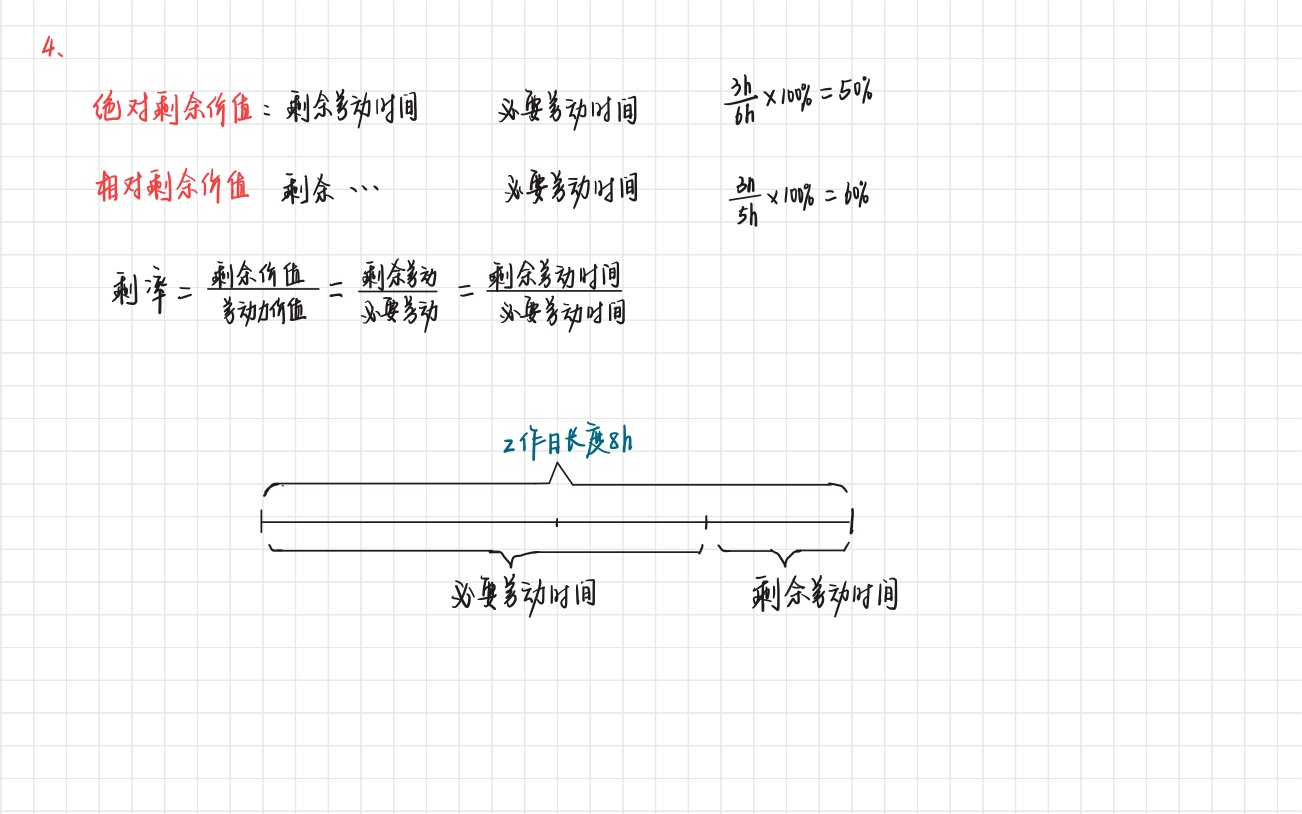 4、
绝对剩余价值：剩余劳动时间 必要劳动时间 3h/6h×100%=50%
相对剩余价值 剩余… 必要劳动时间 3h/5h×100%=60%
剩率=剩余价值/劳动力价值=剩余劳动/必要劳动=剩余劳动时间/必要劳动时间
工作日长度8h
必要劳动时间 剩余劳动时间